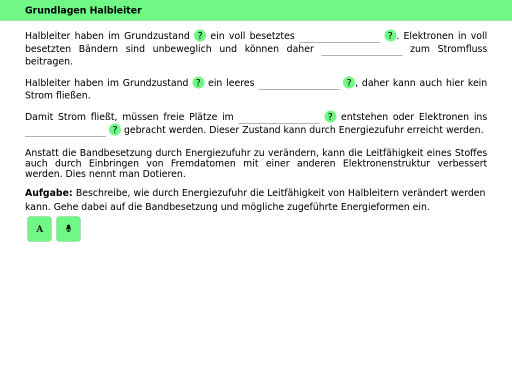 Grundlagen Halbleiter
Halbleiter haben im Grundzustand ? ein voll besetztes ________________ ?. Elektronen in voll
besetzten Bändern sind unbeweglich und können daher ________________ zum Stromfluss
beitragen.
Halbleiter haben im Grundzustand ? ein leeres ________________ ?, daher kann auch hier kein
Strom fließen.
Damit Strom fließt, müssen freie Plätze im ________________ ? entstehen oder Elektronen ins
________________ ? gebracht werden. Dieser Zustand kann durch Energiezufuhr erreicht werden.
Anstatt die Bandbesetzung durch Energiezufuhr zu verändern, kann die Leitfähigkeit eines Stoffes
auch durch Einbringen von Fremdatomen mit einer anderen Elektronenstruktur verbessert
werden. Dies nennt man Dotieren.
Aufgabe: Beschreibe, wie durch Energiezufuhr die Leitfähigkeit von Halbleitern verändert werden
kann. Gehe dabei auf die Bandbesetzung und mögliche zugeführte Energieformen ein.
A